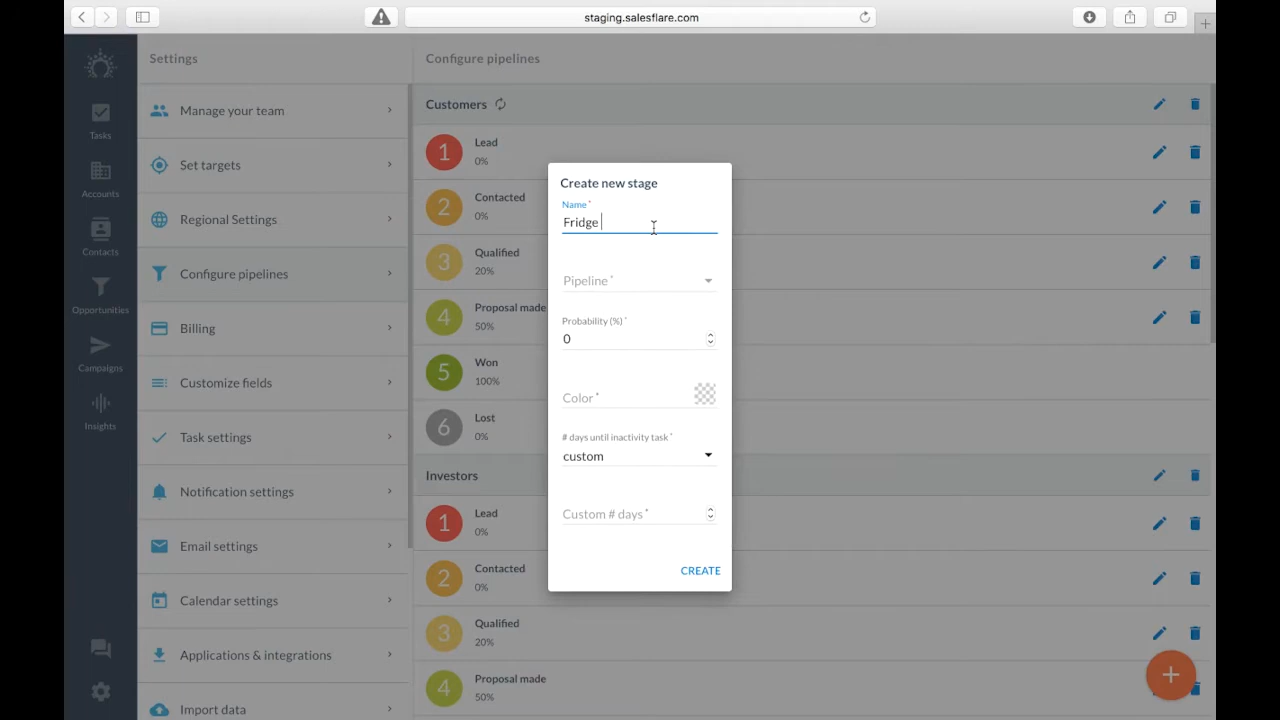 staging.salesflare.com
Settings
Configure pipelines
Tasks
Accounts
Contacts
Opportunities
Campaigns
Insights
Manage your team
Set targets
Regional Settings
Configure pipelines
Billing
Customize fields
Task settings
Notification settings
Email settings
Calendar settings
Applications & integrations
Import data
Customers
1 Lead
0%
2 Contacted
0%
3 Qualified
20%
4 Proposal made
50%
5 Won
100%
6 Lost
0%
Investors
1 Lead
0%
2 Contacted
0%
3 Qualified
20%
4 Proposal made
50%
Create new stage
Name *
Fridge
Pipeline *
Probability (%) *
0
Color *
# days until inactivity task *
custom
Custom # days *
CREATE